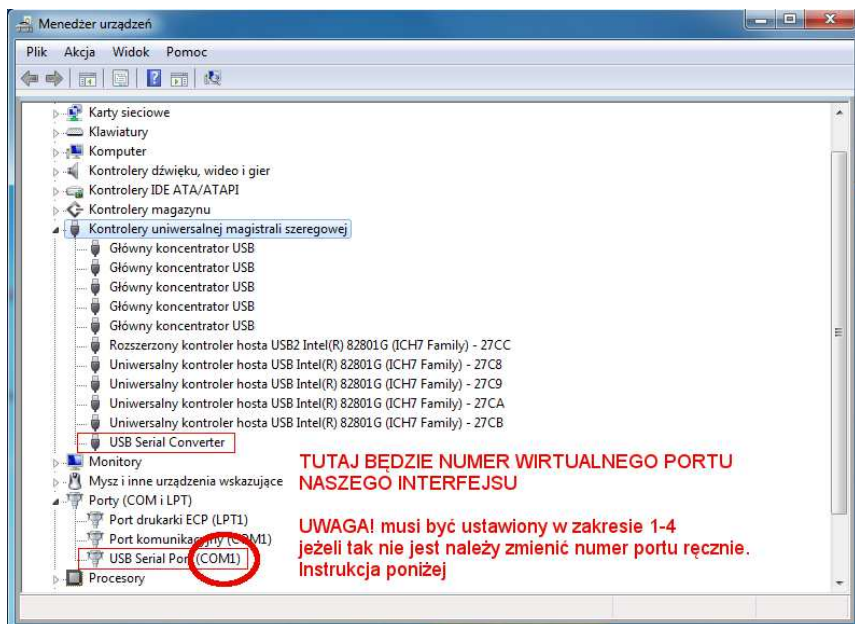 Menedżer urządzeń
Plik Akcja Widok Pomoc
Karty sieciowe
Klawiatury
Komputer
Kontrolery dźwięku, wideo i gier
Kontrolery IDE ATA/ATAPI
Kontrolery magazynu
Kontrolery uniwersalnej magistrali szeregowej
Główny koncentrator USB
Główny koncentrator USB
Główny koncentrator USB
Główny koncentrator USB
Główny koncentrator USB
Rozszerzony kontroler hosta USB2 Intel(R) 82801G (ICH7 Family) - 27CC
Uniwersalny kontroler hosta USB Intel(R) 82801G (ICH7 Family) - 27C8
Uniwersalny kontroler hosta USB Intel(R) 82801G (ICH7 Family) - 27C9
Uniwersalny kontroler hosta USB Intel(R) 82801G (ICH7 Family) - 27CA
Uniwersalny kontroler hosta USB Intel(R) 82801G (ICH7 Family) - 27CB
USB Serial Converter
Monitory
Mysz i inne urządzenia wskazujące
Porty (COM i LPT)
Port drukarki ECP (LPT1)
Port komunikacyjny (COM1)
USB Serial Port (COM1)
Procesory
TUTAJ BĘDZIE NUMER WIRTUALNEGO PORTU
NASZEGO INTERFEJSU
UWAGA! musi być ustawiony w zakresie 1-4
jeżeli tak nie jest należy zmienić numer portu ręcznie.
Instrukcja poniżej